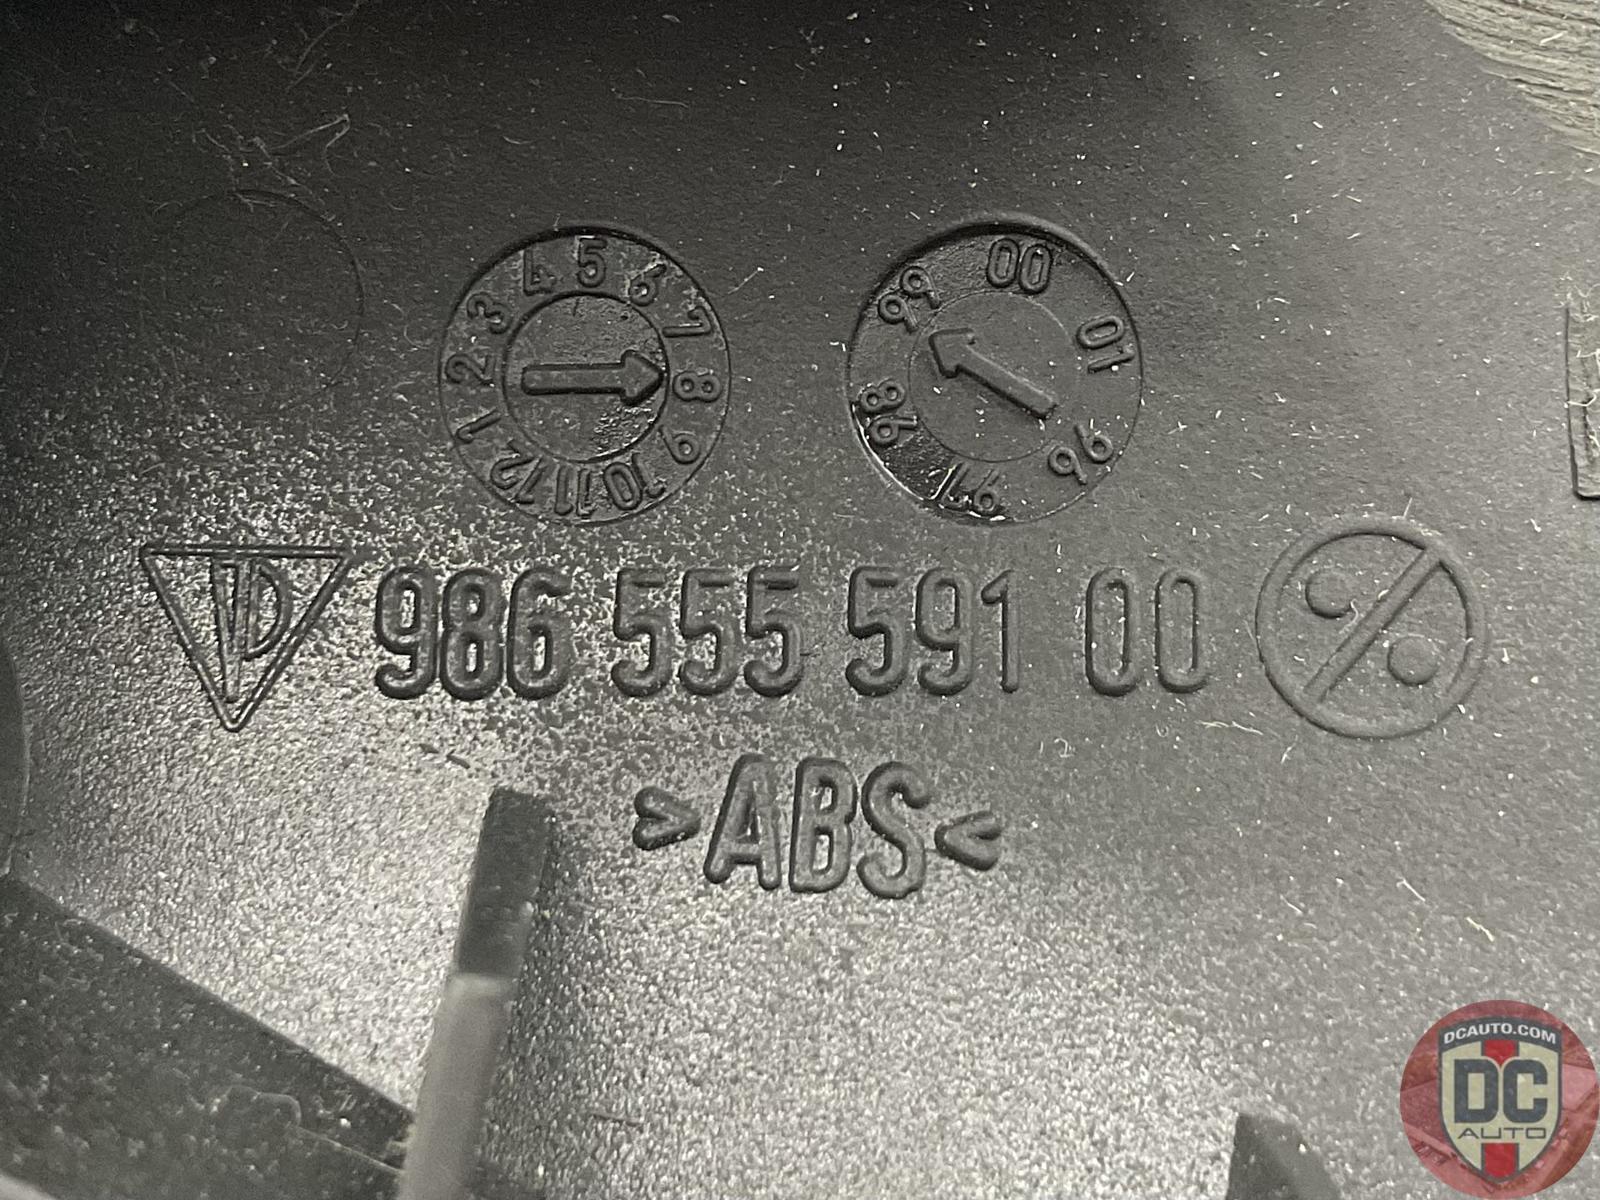 1 2 3 4 5 6 7 8 9 10 11 12
96 97 98 99 00 01
986 555 591 00
>ABS<
DCAUTO.COM
DC
AUTO